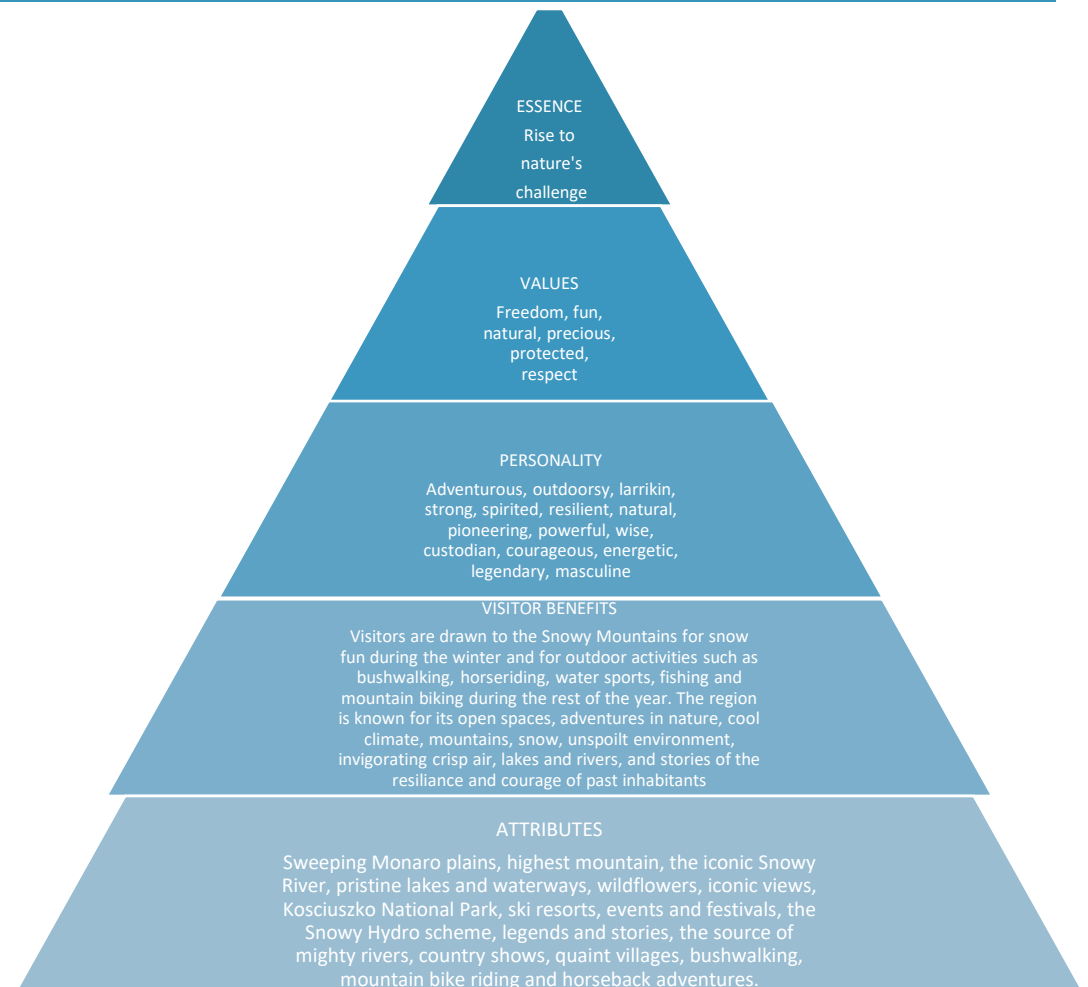 ESSENCE
Rise to
nature's
challenge
VALUES
Freedom, fun,
natural, precious,
protected,
respect
PERSONALITY
Adventurous, outdoorsy, larrikin,
strong, spirited, resilient, natural,
pioneering, powerful, wise,
custodian, courageous, energetic,
legendary, masculine
VISITOR BENEFITS
Visitors are drawn to the Snowy Mountains for snow
fun during the winter and for outdoor activities such as
bushwalking, horseriding, water sports, fishing and
mountain biking during the rest of the year. The region
is known for its open spaces, adventures in nature, cool
climate, mountains, snow, unspoilt environment,
invigorating crisp air, lakes and rivers, and stories of the
resiliance and courage of past inhabitants
ATTRIBUTES
Sweeping Monaro plains, highest mountain, the iconic Snowy
River, pristine lakes and waterways, wildflowers, iconic views,
Kosciuszko National Park, ski resorts, events and festivals, the
Snowy Hydro scheme, legends and stories, the source of
mighty rivers, country shows, quaint villages, bushwalking,
mountain bike riding and horseback adventures.